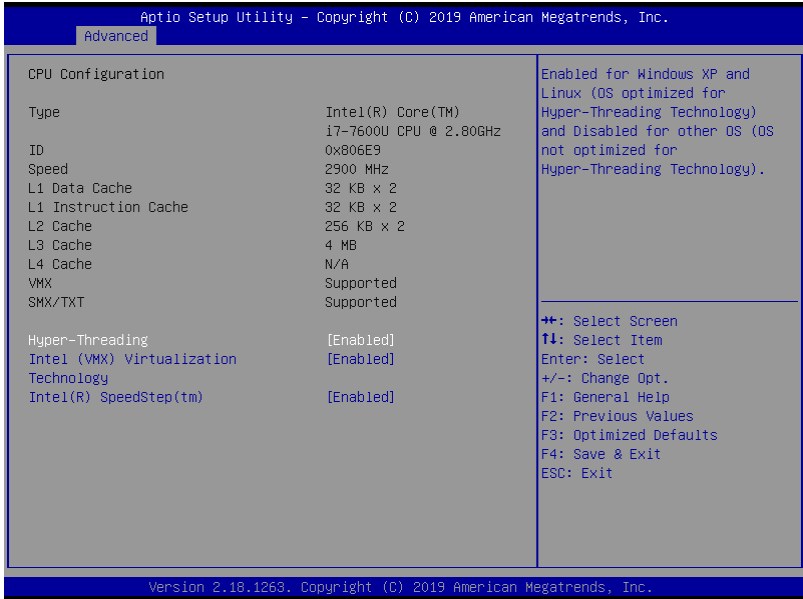 Aptio Setup Utility – Copyright (C) 2019 American Megatrends, Inc.
Advanced
CPU Configuration
Type Intel(R) Core(TM)
i7-7600U CPU @ 2.80GHz
ID 0x806E9
Speed 2900 MHz
L1 Data Cache 32 KB x 2
L1 Instruction Cache 32 KB x 2
L2 Cache 256 KB x 2
L3 Cache 4 MB
L4 Cache N/A
VMX Supported
SMX/TXT Supported
Hyper-Threading [Enabled]
Intel (VMX) Virtualization [Enabled]
Technology
Intel(R) SpeedStep(tm) [Enabled]
Enabled for Windows XP and
Linux (OS optimized for
Hyper-Threading Technology)
and Disabled for other OS (OS
not optimized for
Hyper-Threading Technology).
→←: Select Screen
↑↓: Select Item
Enter: Select
+/-: Change Opt.
F1: General Help
F2: Previous Values
F3: Optimized Defaults
F4: Save & Exit
ESC: Exit
Version 2.18.1263. Copyright (C) 2019 American Megatrends, Inc.